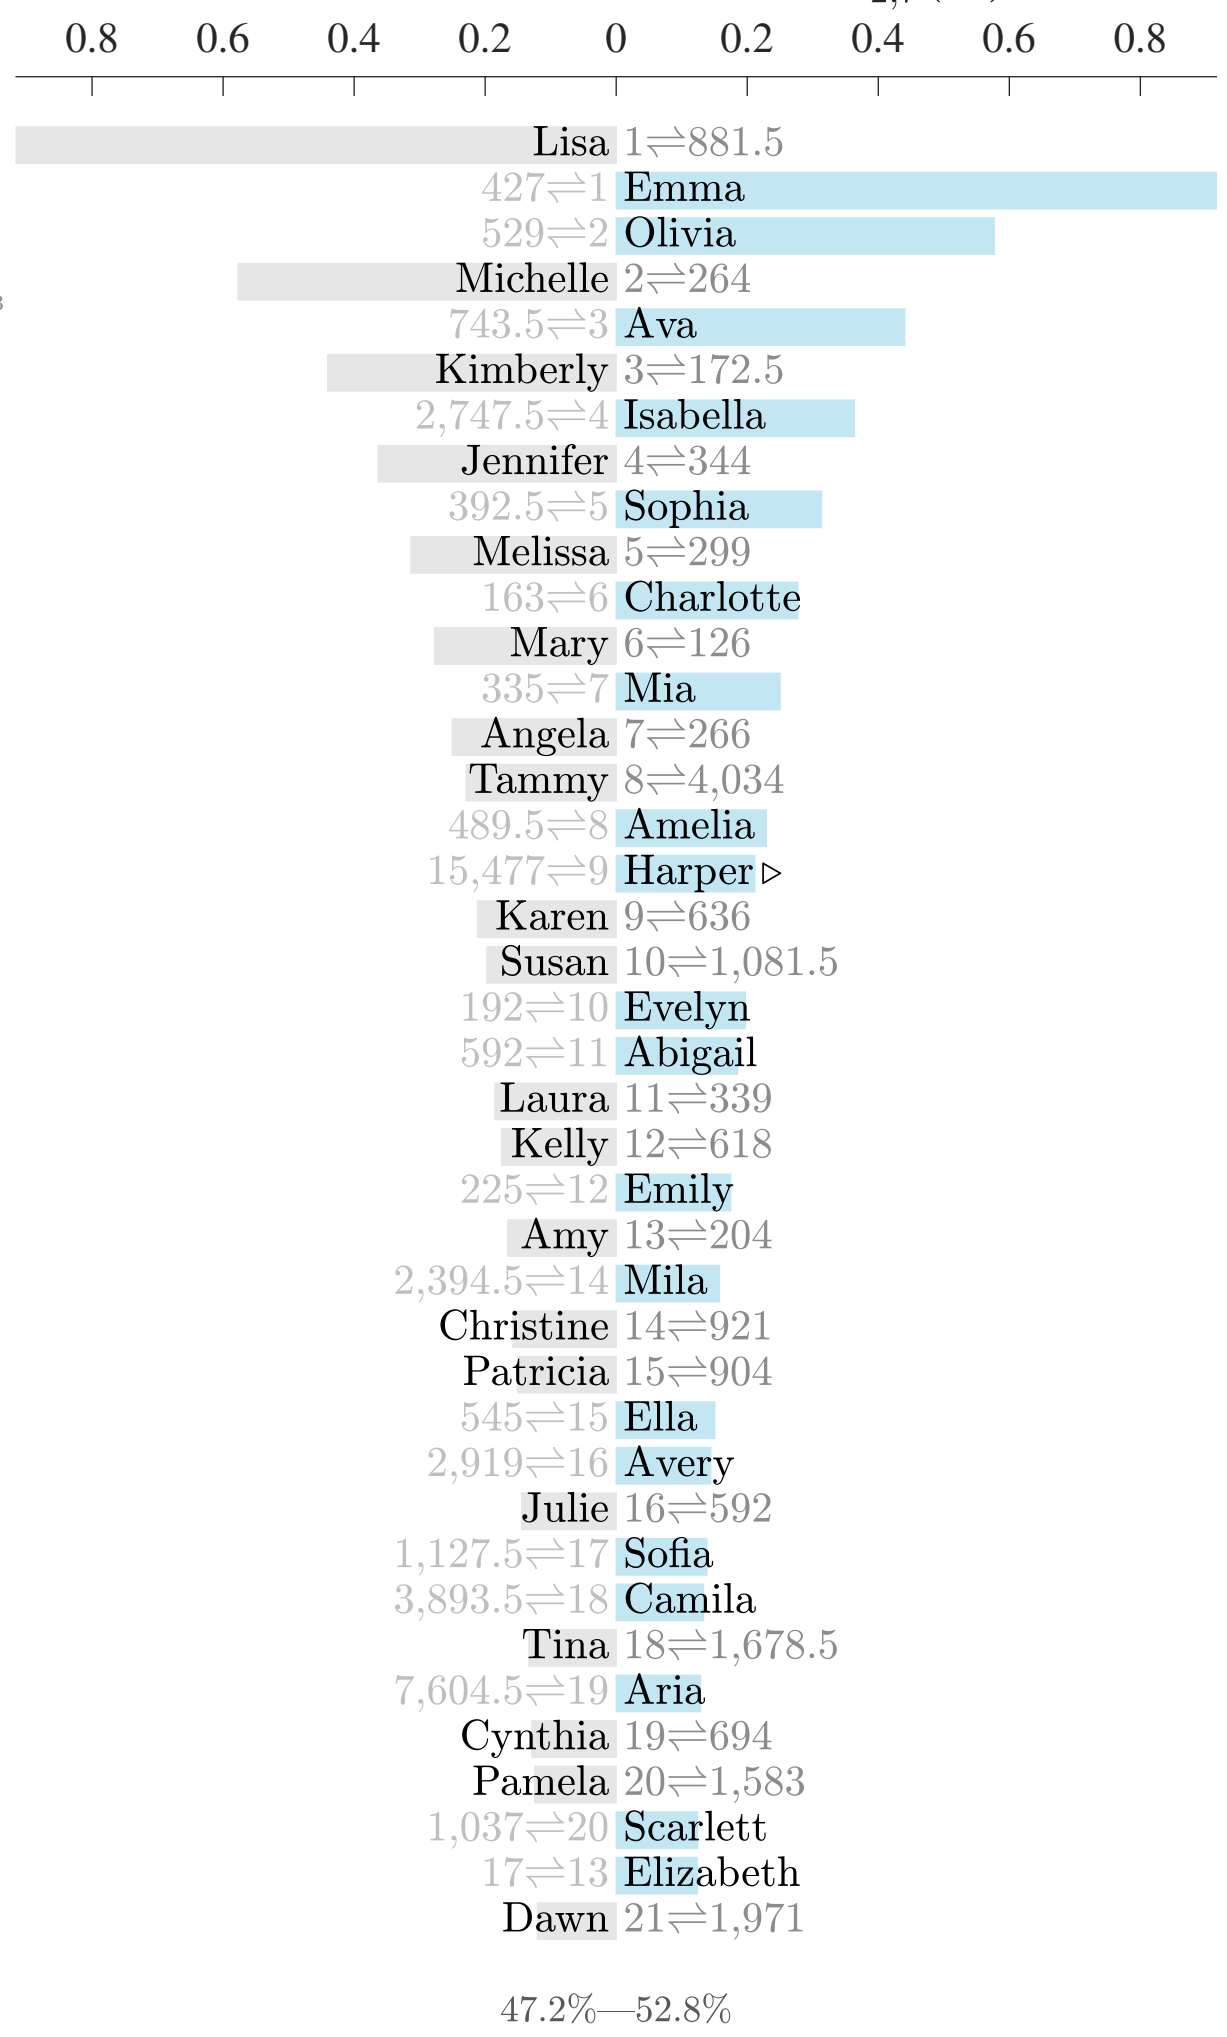 0.8 0.6 0.4 0.2 0 0.2 0.4 0.6 0.8
Lisa 1⇌881.5
427⇌1 Emma
529⇌2 Olivia
Michelle 2⇌264
743.5⇌3 Ava
Kimberly 3⇌172.5
2,747.5⇌4 Isabella
Jennifer 4⇌344
392.5⇌5 Sophia
Melissa 5⇌299
163⇌6 Charlotte
Mary 6⇌126
335⇌7 Mia
Angela 7⇌266
Tammy 8⇌4,034
489.5⇌8 Amelia
15,477⇌9 Harper ▷
Karen 9⇌636
Susan 10⇌1,081.5
192⇌10 Evelyn
592⇌11 Abigail
Laura 11⇌339
Kelly 12⇌618
225⇌12 Emily
Amy 13⇌204
2,394.5⇌14 Mila
Christine 14⇌921
Patricia 15⇌904
545⇌15 Ella
2,919⇌16 Avery
Julie 16⇌592
1,127.5⇌17 Sofia
3,893.5⇌18 Camila
Tina 18⇌1,678.5
7,604.5⇌19 Aria
Cynthia 19⇌694
Pamela 20⇌1,583
1,037⇌20 Scarlett
17⇌13 Elizabeth
Dawn 21⇌1,971
47.2%—52.8%